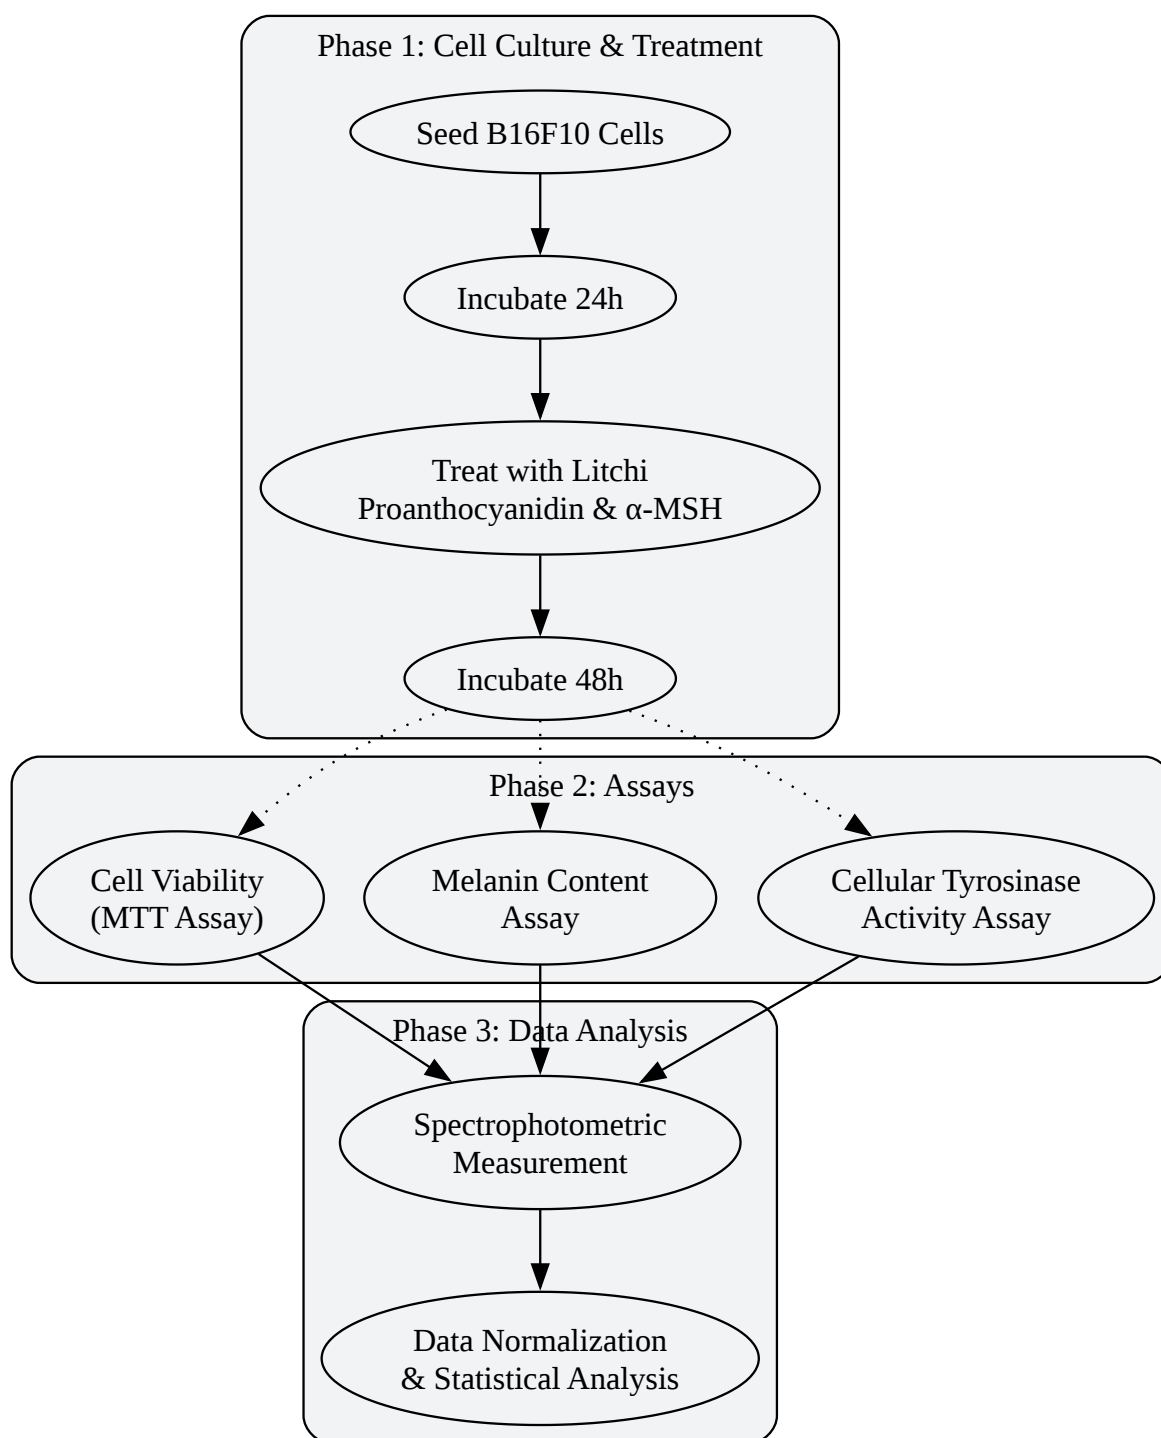 Phase 1: Cell Culture & Treatment
Seed B16F10 Cells
Incubate 24h
Treat with Litchi
Proanthocyanidin & α-MSH
Incubate 48h
Phase 2: Assays
Cell Viability
(MTT Assay)
Melanin Content
Assay
Cellular Tyrosinase
Activity Assay
Phase 3: Data Analysis
Spectrophotometric
Measurement
Data Normalization
& Statistical Analysis